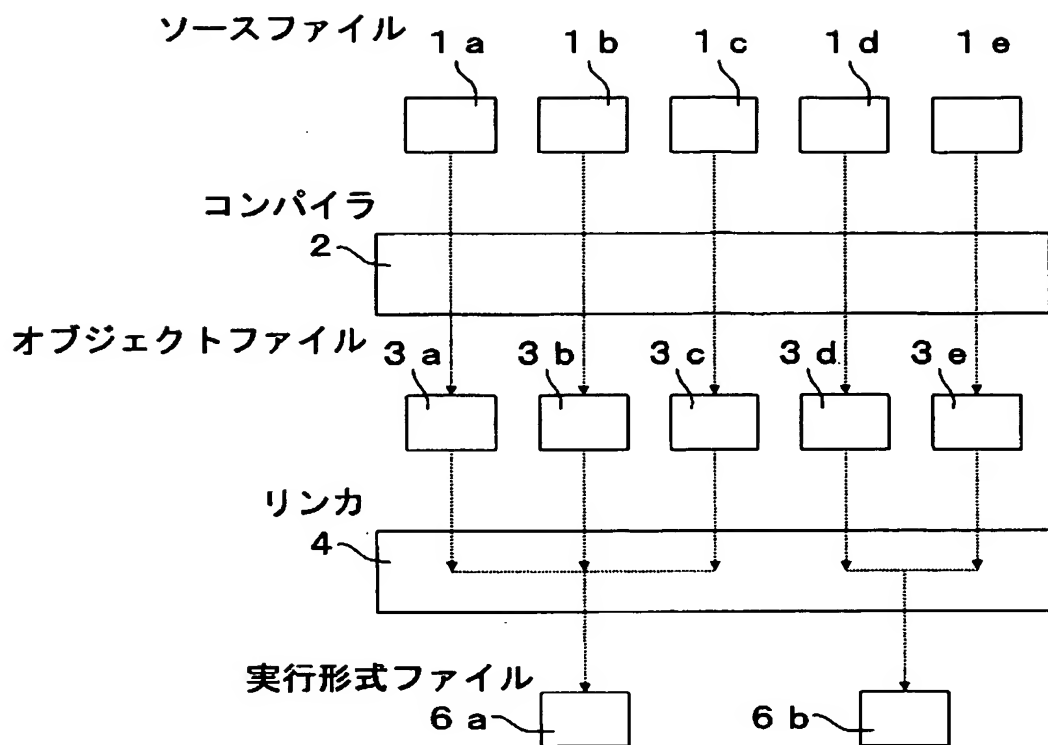 ソースファイル
1a 1b 1c 1d 1e
コンパイラ
2
オブジェクトファイル
3a 3b 3c 3d 3e
リンカ
4
実行形式ファイル
6a 6b